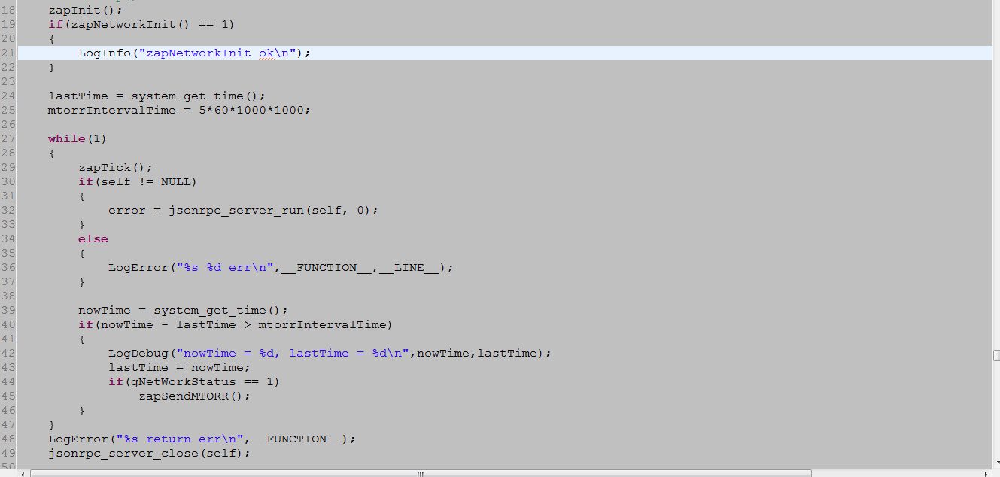 18 zapInit();
19 if(zapNetworkInit() == 1)
20 {
21 LogInfo("zapNetworkInit ok\n");
22 }
23
24 lastTime = system_get_time();
25 mtorrIntervalTime = 5*60*1000*1000;
26
27 while(1)
28 {
29 zapTick();
30 if(self != NULL)
31 {
32 error = jsonrpc_server_run(self, 0);
33 }
34 else
35 {
36 LogError("%s %d err\n",__FUNCTION__,__LINE__);
37 }
38
39 nowTime = system_get_time();
40 if(nowTime - lastTime > mtorrIntervalTime)
41 {
42 LogDebug("nowTime = %d, lastTime = %d\n",nowTime,lastTime);
43 lastTime = nowTime;
44 if(gNetWorkStatus == 1)
45 zapSendMTORR();
46 }
47 }
48 LogError("%s return err\n",__FUNCTION__);
49 jsonrpc_server_close(self);
50